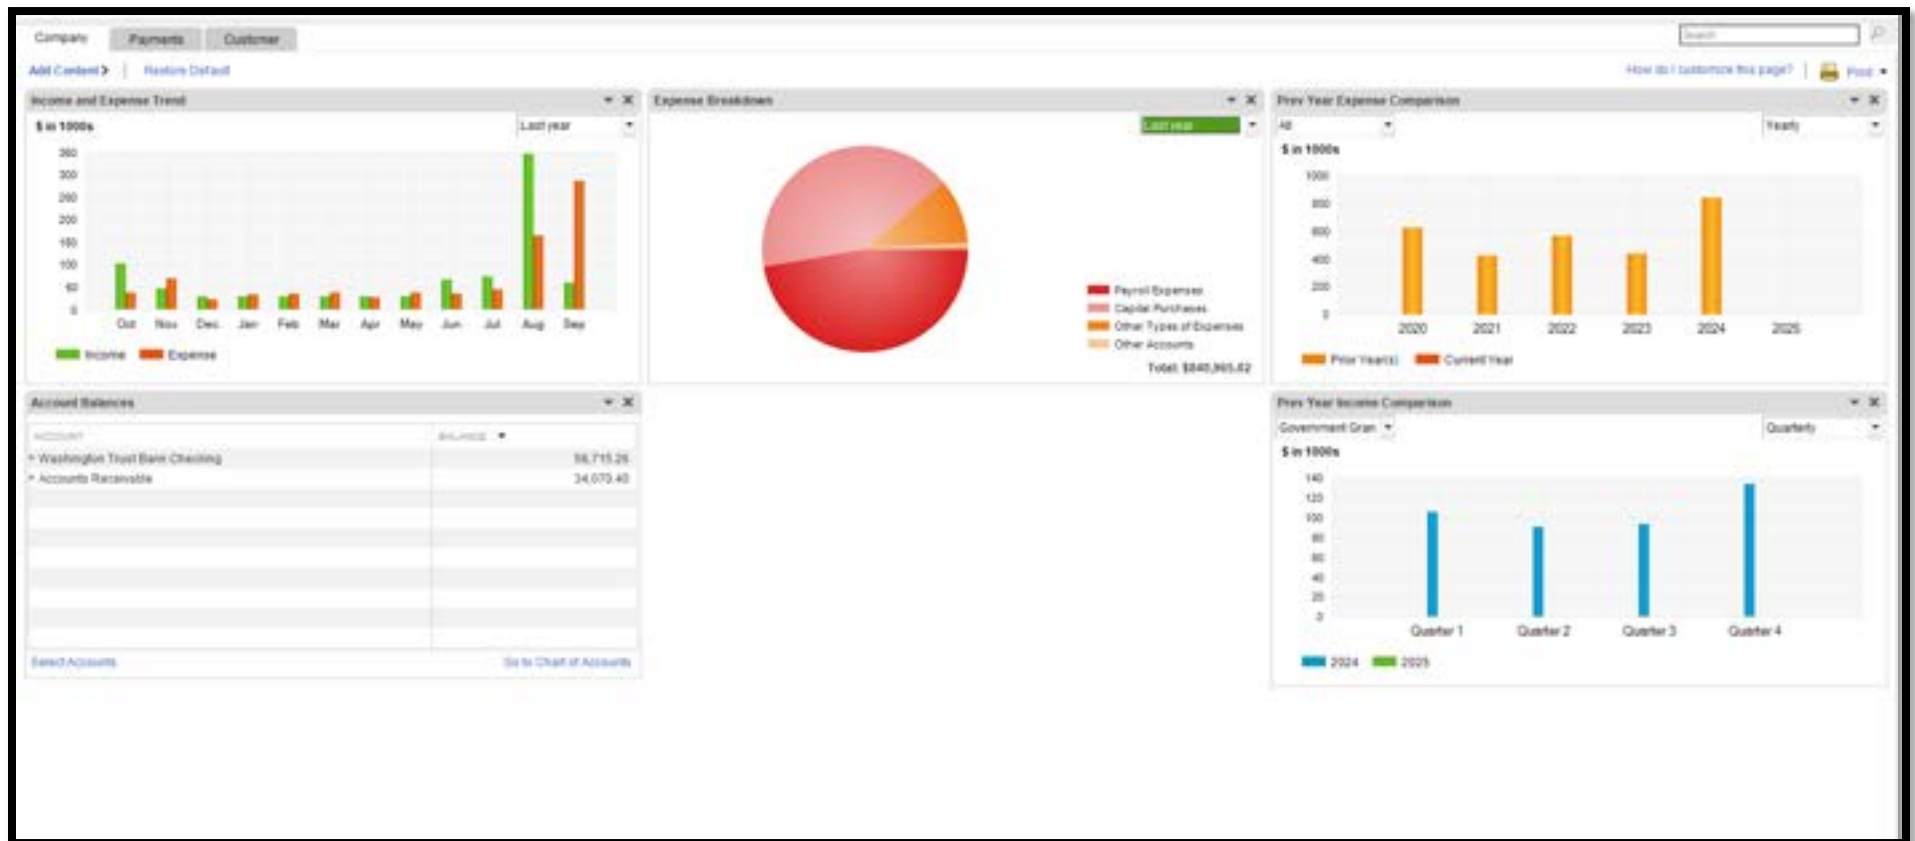 Company Payments Customer Search
Add Content Restore Default How do I customize this page? Print
Income and Expense Trend
$ in 1000s Last year
350
300
250
200
150
100
50
0
Oct Nov Dec Jan Feb Mar Apr May Jun Jul Aug Sep
Income Expense
Expense Breakdown
Last year
Payroll Expenses
Capital Purchases
Other Types of Expenses
Other Accounts
Prev Year Expense Comparison
All Yearly
$ in 1000s
1000
800
600
400
200
0
2020 2021 2022 2023 2024 2025
Prior Year(s) Current Year
Account Balances
ACCOUNT BALANCE
Washington Trust Bank Checking
Accounts Receivable 34,073.40
Select Accounts Go to Chart of Accounts
Prev Year Income Comparison
Government Gran Quarterly
$ in 1000s
140
120
100
80
60
40
20
0
Quarter 1 Quarter 2 Quarter 3 Quarter 4
2024 2025